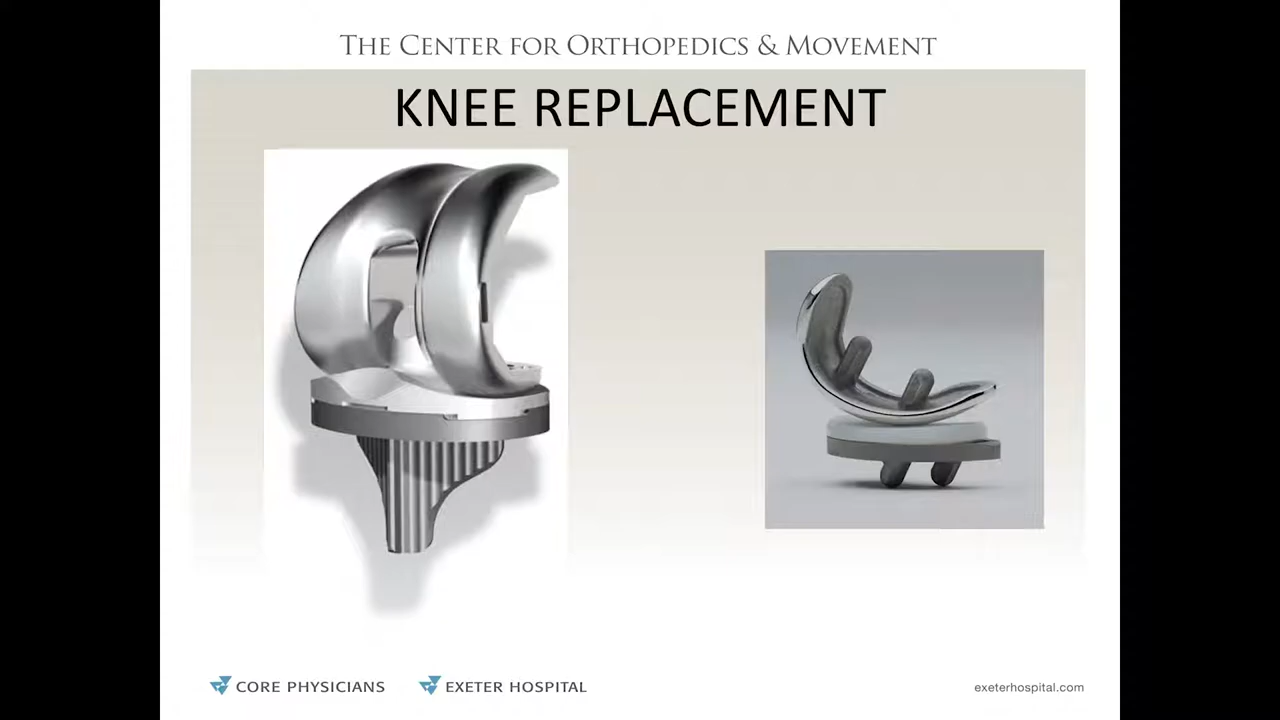 THE CENTER FOR ORTHOPEDICS & MOVEMENT
KNEE REPLACEMENT
CORE PHYSICIANS
EXETER HOSPITAL
exeterhospital.com